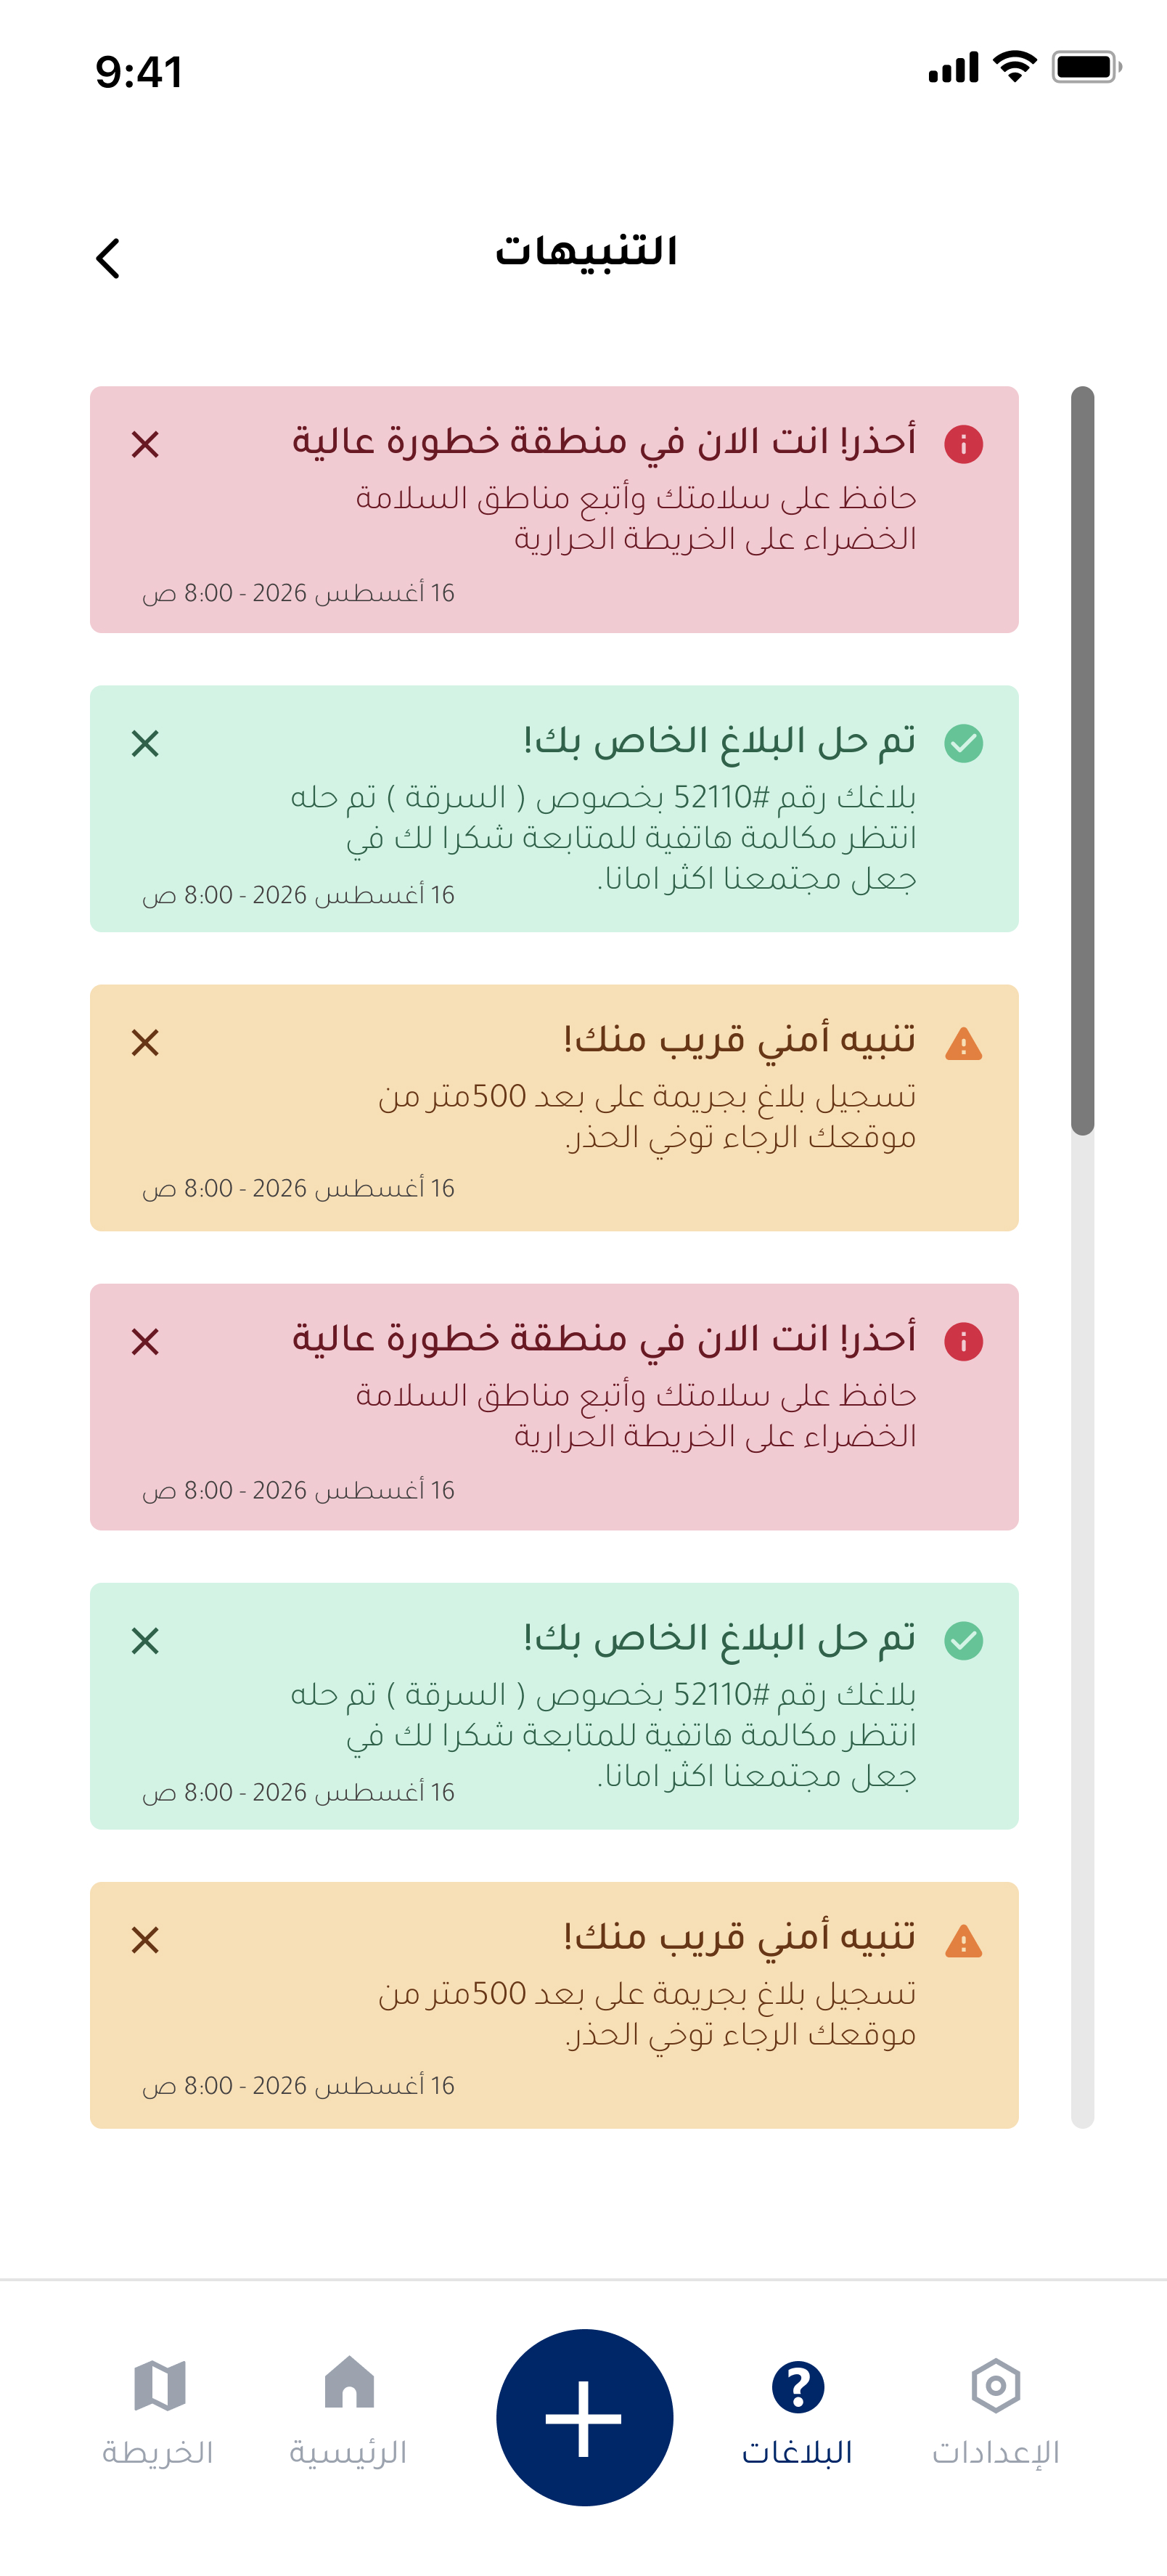 9:41
التنبيهات
أحذر! انت الان في منطقة خطورة عالية
حافظ على سلامتك وأتبع مناطق السلامة
الخضراء على الخريطة الحرارية
16 أغسطس 2026 - 8:00 ص
تم حل البلاغ الخاص بك!
بلاغك رقم #52110 بخصوص ( السرقة ) تم حله
انتظر مكالمة هاتفية للمتابعة شكرا لك في
جعل مجتمعنا اكثر امانا.
16 أغسطس 2026 - 8:00 ص
تنبيه أمني قريب منك!
تسجيل بلاغ بجريمة على بعد 500متر من
موقعك الرجاء توخي الحذر.
16 أغسطس 2026 - 8:00 ص
أحذر! انت الان في منطقة خطورة عالية
حافظ على سلامتك وأتبع مناطق السلامة
الخضراء على الخريطة الحرارية
16 أغسطس 2026 - 8:00 ص
تم حل البلاغ الخاص بك!
بلاغك رقم #52110 بخصوص ( السرقة ) تم حله
انتظر مكالمة هاتفية للمتابعة شكرا لك في
جعل مجتمعنا اكثر امانا.
16 أغسطس 2026 - 8:00 ص
تنبيه أمني قريب منك!
تسجيل بلاغ بجريمة على بعد 500متر من
موقعك الرجاء توخي الحذر.
16 أغسطس 2026 - 8:00 ص
الإعدادات
البلاغات
الرئيسية
الخريطة